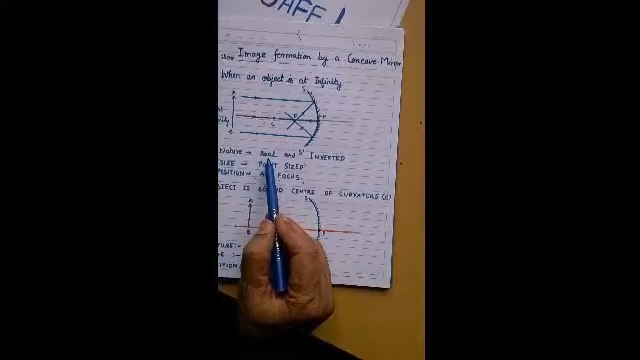 SAFE!
Image formation by a Concave Mirror
When an object is at Infinity
A
S
F
P
C
B
Nature → Real and INVERTED
S'
SIZE → POINT SIZED
POSITION → AT FOCUS.
OBJECT IS BEYOND CENTRE OF CURVATURE (C)
A
S
B
P